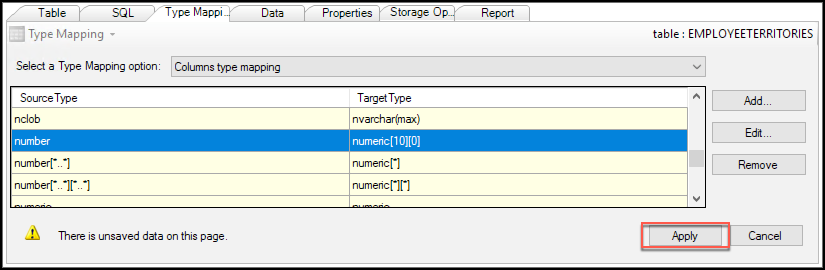 Table SQL Type Mappi... Data Properties Storage Op... Report
Type Mapping table : EMPLOYEETERRITORIES
Select a Type Mapping option: Columns type mapping
SourceType TargetType
nclob nvarchar(max) Add...
number numeric[10][0] Edit...
number[*..*] numeric[*] Remove
number[*..*][*..*] numeric[*][*]
numeric numeric
There is unsaved data on this page. Apply Cancel